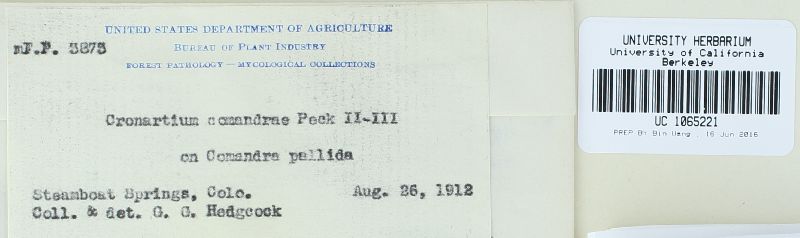 UNITED STATES DEPARTMENT OF AGRICULTURE
BUREAU OF PLANT INDUSTRY
FOREST PATHOLOGY — MYCOLOGICAL COLLECTIONS
F.P. 3873
Cronartium comandrae Peck II-III
on Comandra pallida
Steamboat Springs, Colo. Aug. 26, 1912
Coll. & det. G. G. Hedgcock
UNIVERSITY HERBARIUM
University of California
Berkeley
UC 1065221
PREP BY Bin Wang , 16 Jun 2016